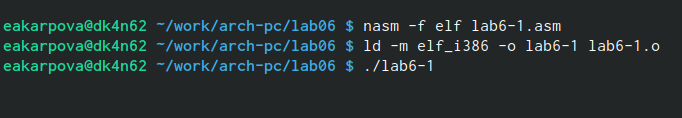 eakarpova@dk4n62 ~/work/arch-pc/lab06 $ nasm -f elf lab6-1.asm
eakarpova@dk4n62 ~/work/arch-pc/lab06 $ ld -m elf_i386 -o lab6-1 lab6-1.o
eakarpova@dk4n62 ~/work/arch-pc/lab06 $ ./lab6-1